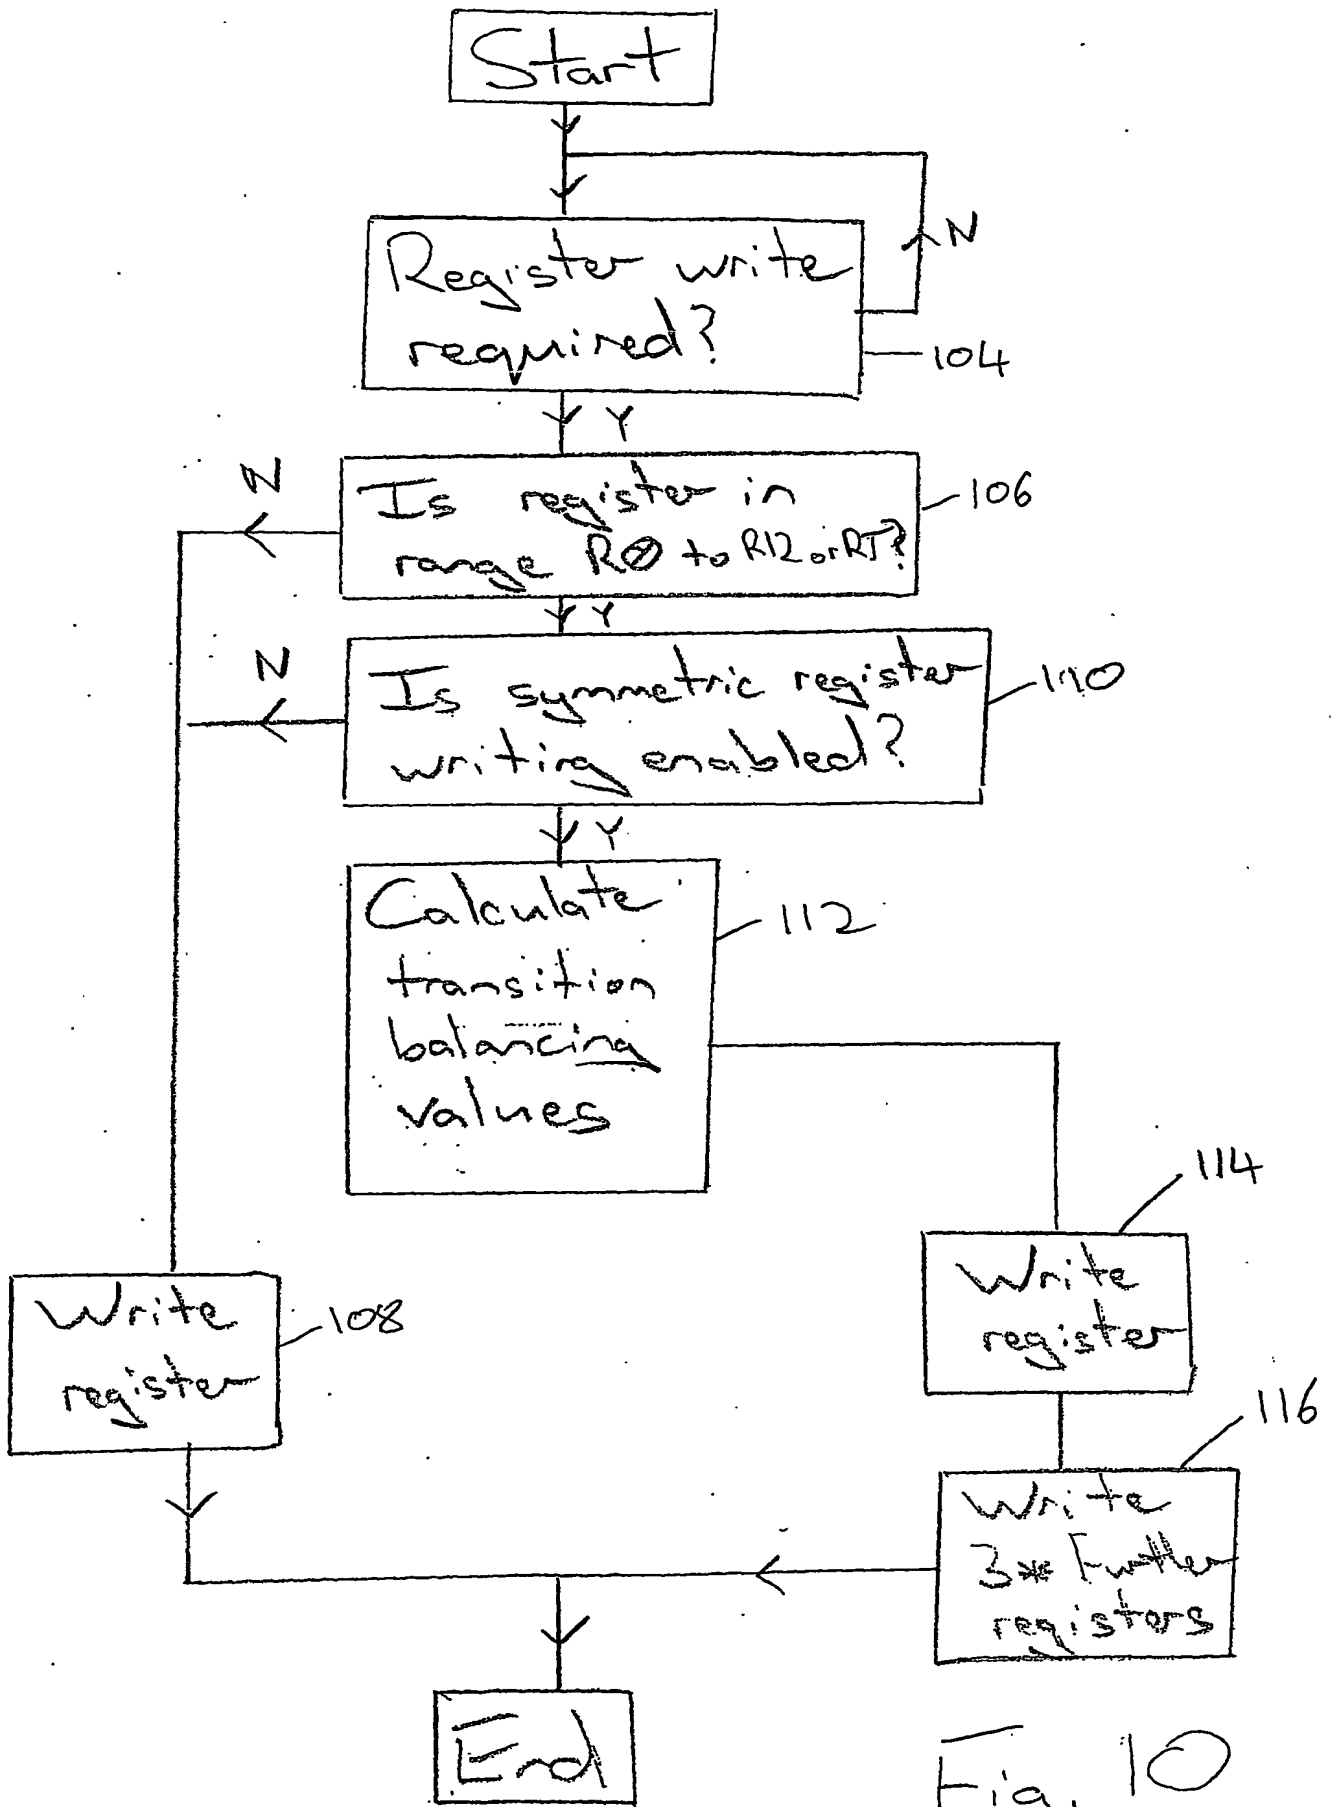 Start
N
Register write
required?
104
Y
N
Is register in
range R0 to R12 or RT?
106
Y
N
Is symmetric register
writing enabled?
110
Y
Calculate
transition
balancing
values
112
114
Write
register
108
Write
register
116
Write
3* Further
registers
End
Fig. 10